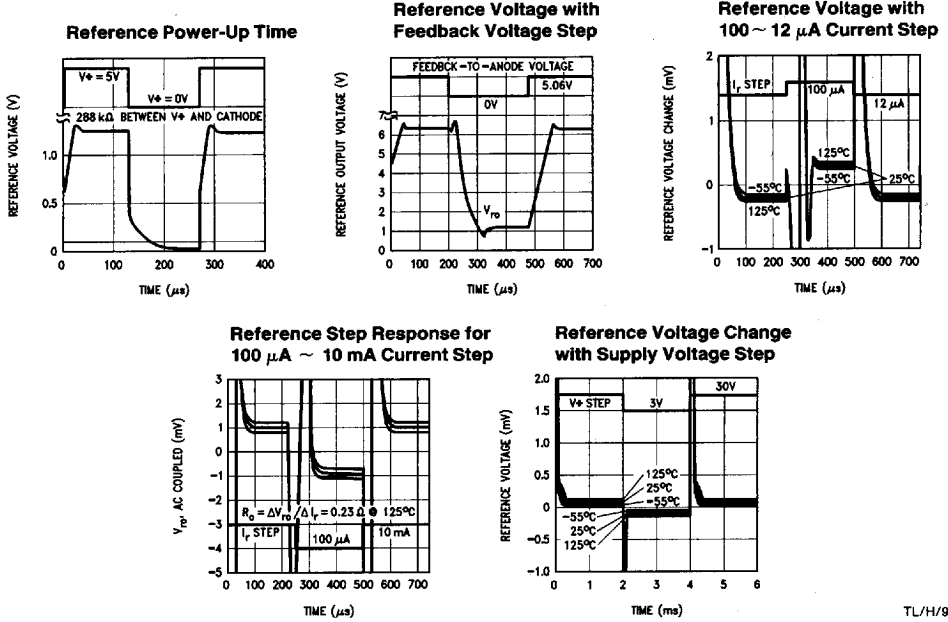 Reference Power-Up Time
REFERENCE VOLTAGE (V)
V+ = 5V
V+ = 0V
288 kΩ BETWEEN V+ AND CATHODE
1.0
0.5
0
0 100 200 300 400
TIME (μs)
Reference Voltage with
Feedback Voltage Step
REFERENCE OUTPUT VOLTAGE (V)
FEEDBCK-TO-ANODE VOLTAGE
5.06V
0V
7
6
5
4
3
2
1
0
Vro
0 100 200 300 400 500 600 700
TIME (μs)
Reference Voltage with
100 ~ 12 μA Current Step
REFERENCE VOLTAGE CHANGE (mV)
2
1
0
-1
Ir STEP
100 μA
12 μA
125°C
-55°C
-55°C
125°C
25°C
0 100 200 300 400 500 600 700
TIME (μs)
Reference Step Response for
100 μA ~ 10 mA Current Step
Vro, AC COUPLED (mV)
3
2
1
0
-1
-2
-3
-4
-5
Ro = ΔVro/Δ Ir = 0.23 Ω @ 125°C
Ir STEP
100 μA
10 mA
0 100 200 300 400 500 600 700
TIME (μs)
Reference Voltage Change
with Supply Voltage Step
REFERENCE VOLTAGE (mV)
2.0
1.5
1.0
0.5
0
-0.5
-1.0
30V
V+ STEP
3V
125°C
25°C
-55°C
-55°C
25°C
125°C
0 1 2 3 4 5 6
TIME (ms)
TL/H/9